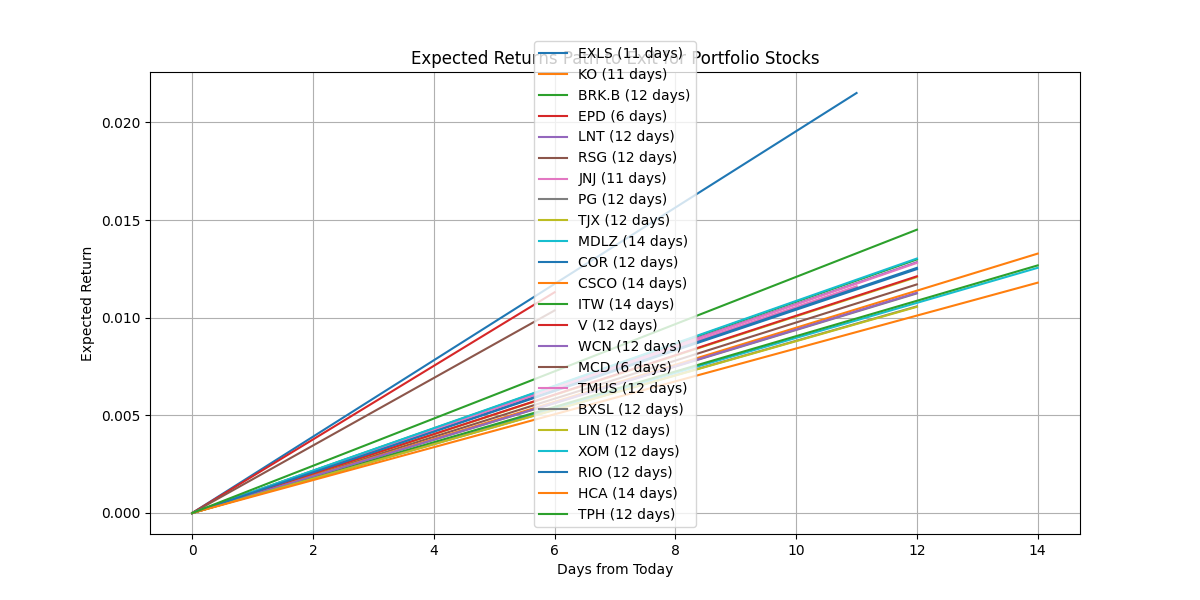 Expected Returns Path to Exit for Portfolio Stocks
EXLS (11 days)
KO (11 days)
BRK.B (12 days)
EPD (6 days)
LNT (12 days)
RSG (12 days)
JNJ (11 days)
PG (12 days)
TJX (12 days)
MDLZ (14 days)
COR (12 days)
CSCO (14 days)
ITW (14 days)
V (12 days)
WCN (12 days)
MCD (6 days)
TMUS (12 days)
BXSL (12 days)
LIN (12 days)
XOM (12 days)
RIO (12 days)
HCA (14 days)
TPH (12 days)
Expected Return
0.020
0.015
0.010
0.005
0.000
0 2 4 6 8 10 12 14
Days from Today